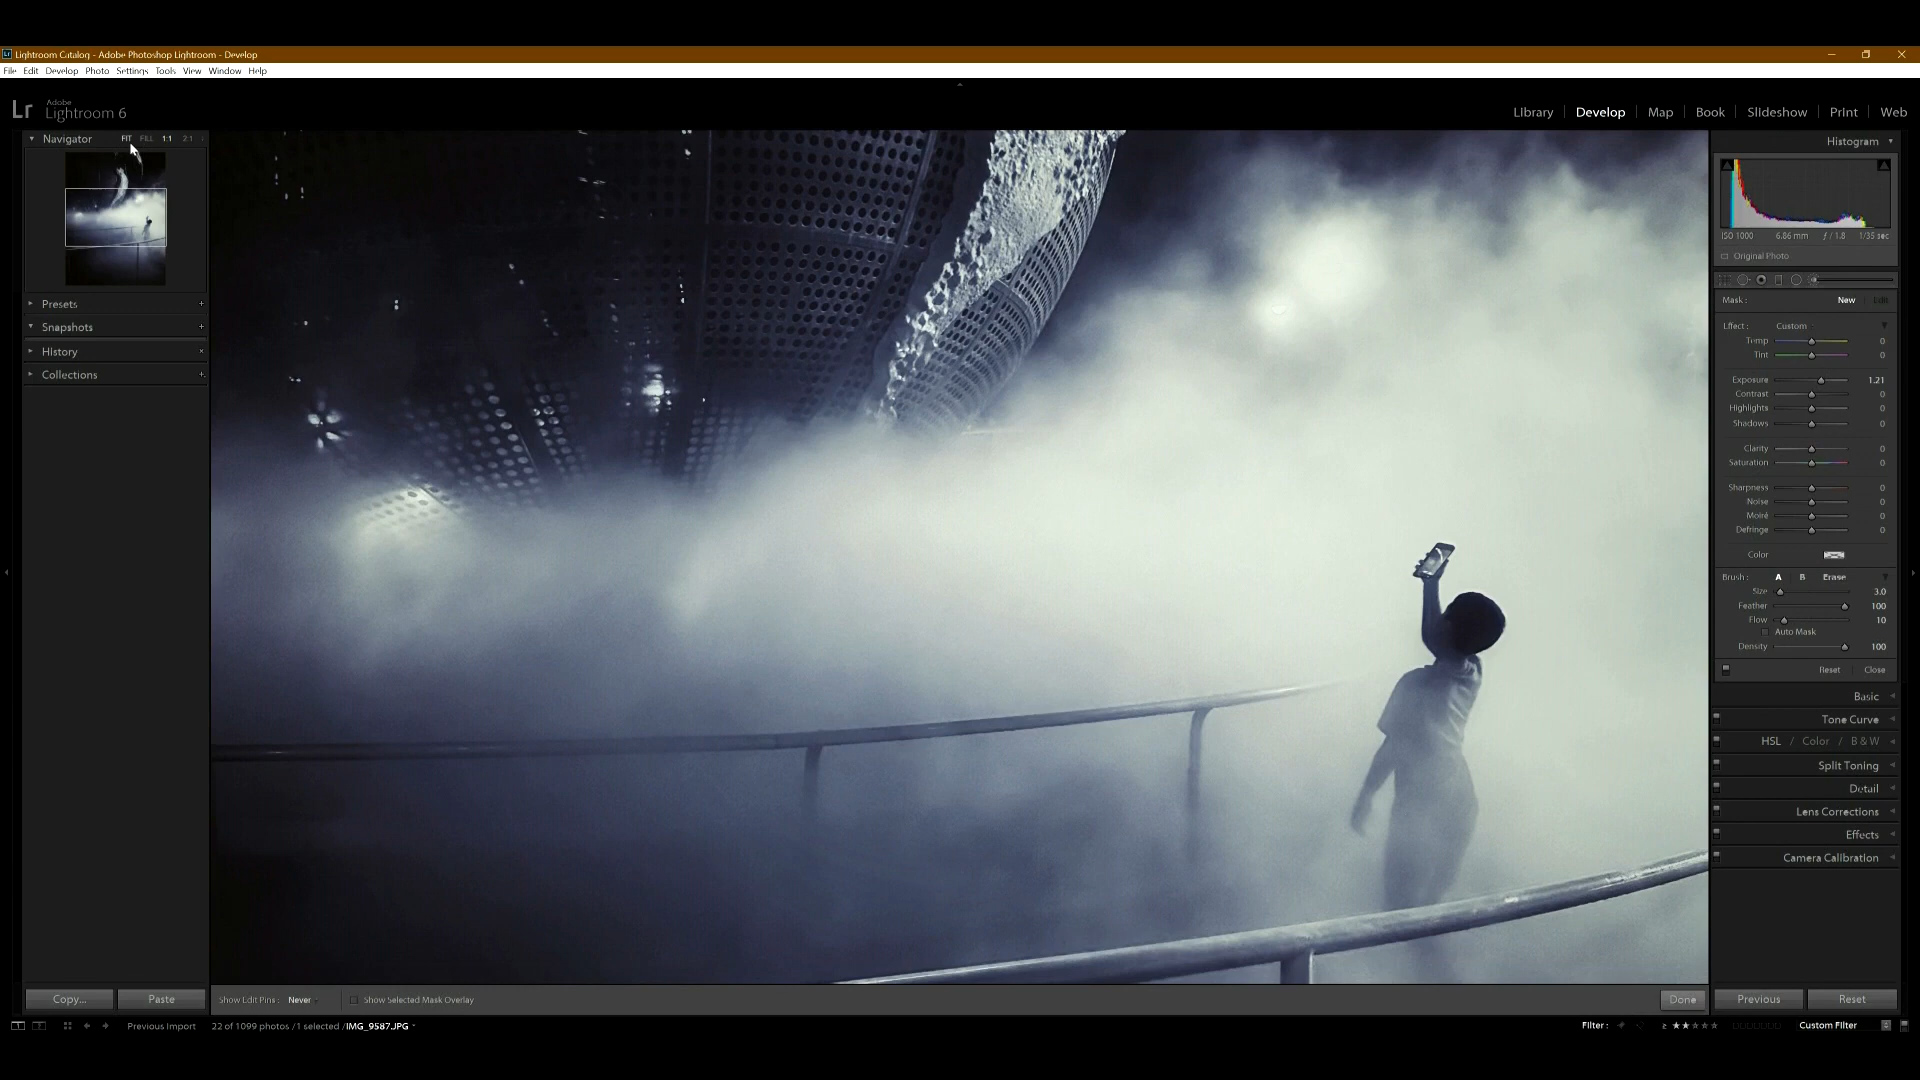 Lightroom Catalog - Adobe Photoshop Lightroom - Develop
File Edit Develop Photo Settings Tools View Window Help
Lr Adobe Lightroom 6
Library Develop Map Book Slideshow Print Web
Navigator FIT FILL 1:1 2:1
Presets
Snapshots
History
Collections
Histogram
ISO 1000 6.86 mm ƒ / 1.8 1/35 sec
Original Photo
Mask : New Edit
Effect : Custom
Temp 0
Tint 0
Exposure 1.21
Contrast 0
Highlights 0
Shadows 0
Clarity 0
Saturation 0
Sharpness 0
Noise 0
Moiré 0
Defringe 0
Color
Brush : A B Erase
Size 3.0
Feather 100
Flow 10
Auto Mask
Density 100
Reset Close
Basic
Tone Curve
HSL / Color / B & W
Split Toning
Detail
Lens Corrections
Effects
Camera Calibration
Copy... Paste
Show Edit Pins : Never
Show Selected Mask Overlay
Done
Previous Reset
Previous Import 22 of 1099 photos / 1 selected / IMG_9587.JPG
Filter : ≥ ★★☆☆☆ Custom Filter